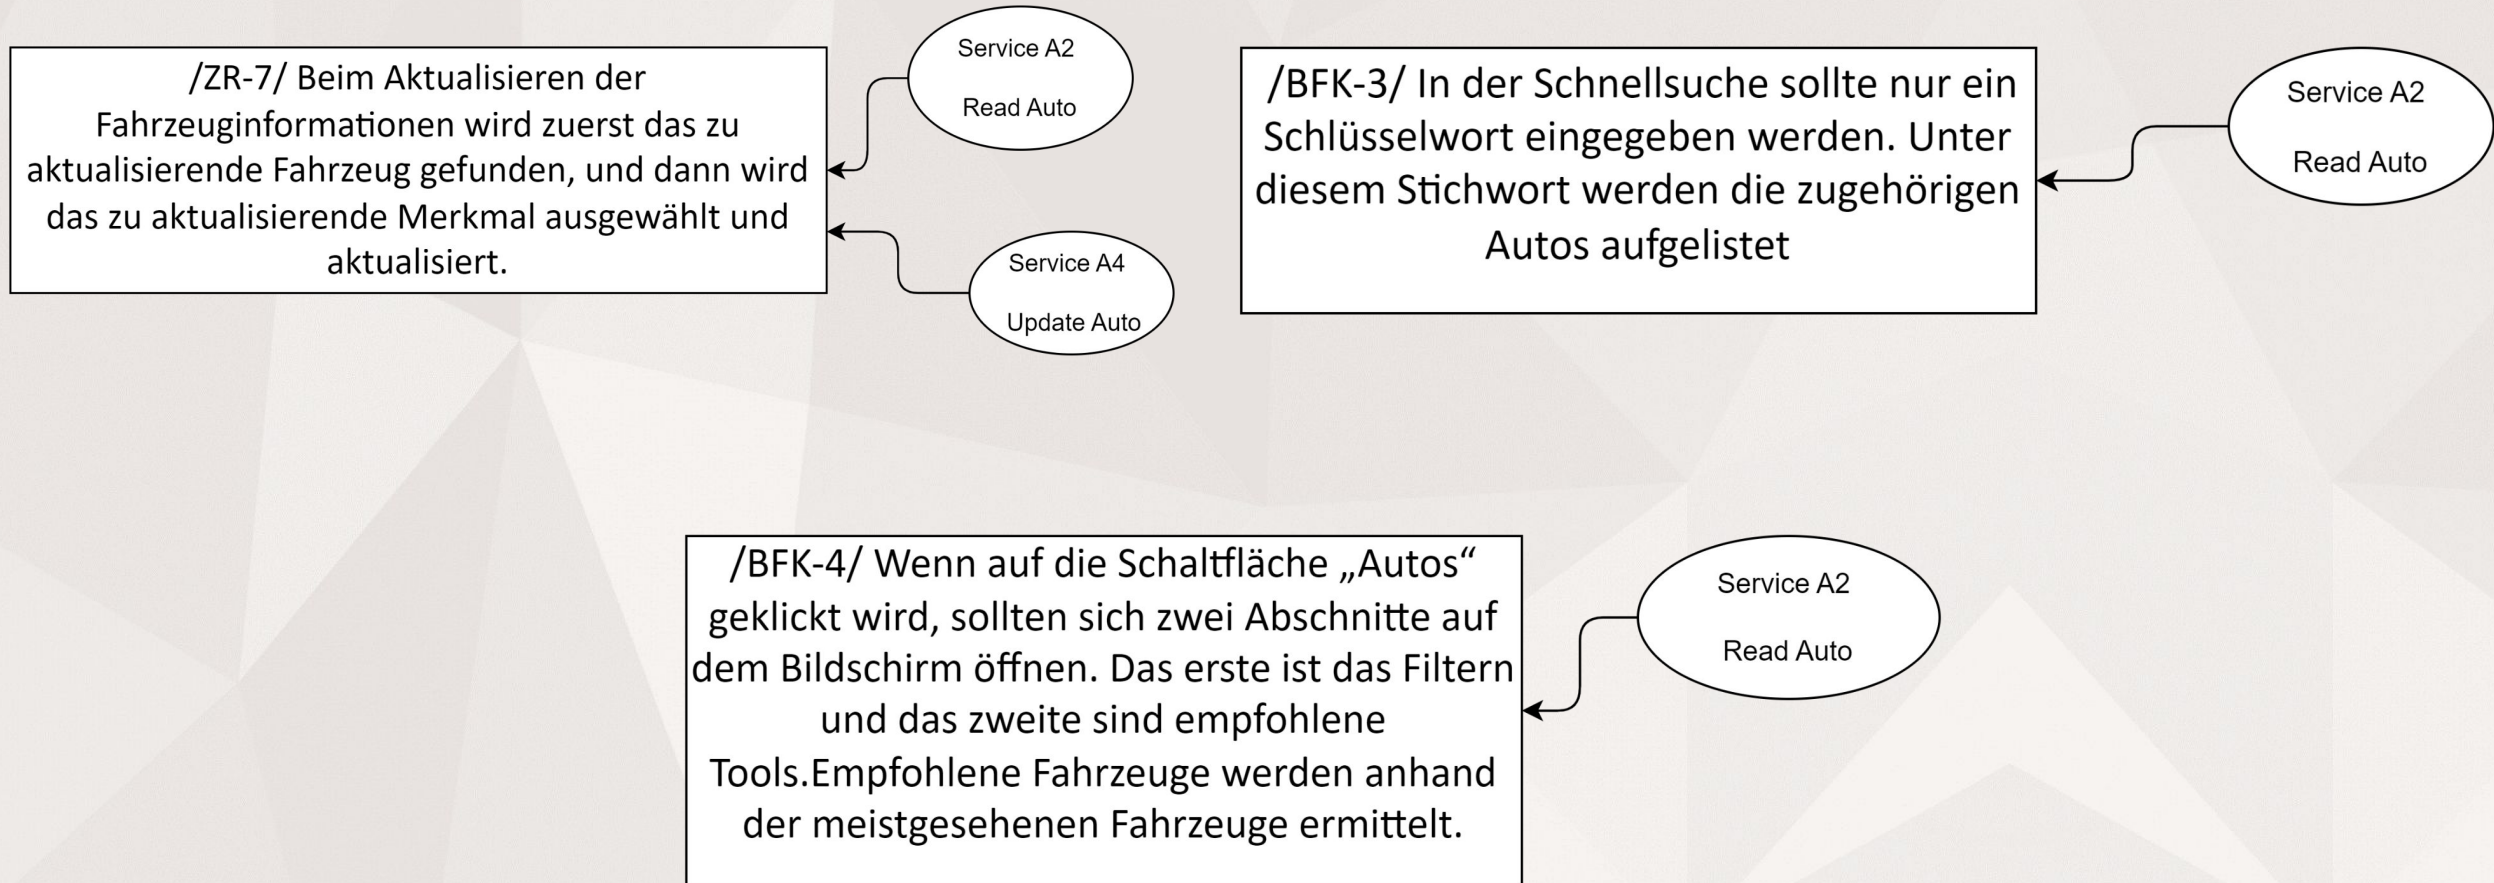 /ZR-7/ Beim Aktualisieren der
Fahrzeuginformationen wird zuerst das zu
aktualisierende Fahrzeug gefunden, und dann wird
das zu aktualisierende Merkmal ausgewählt und
aktualisiert.
Service A2
Read Auto
Service A4
Update Auto
/BFK-3/ In der Schnellsuche sollte nur ein
Schlüsselwort eingegeben werden. Unter
diesem Stichwort werden die zugehörigen
Autos aufgelistet
Service A2
Read Auto
/BFK-4/ Wenn auf die Schaltfläche „Autos“
geklickt wird, sollten sich zwei Abschnitte auf
dem Bildschirm öffnen. Das erste ist das Filtern
und das zweite sind empfohlene
Tools.Empfohlene Fahrzeuge werden anhand
der meistgesehenen Fahrzeuge ermittelt.
Service A2
Read Auto